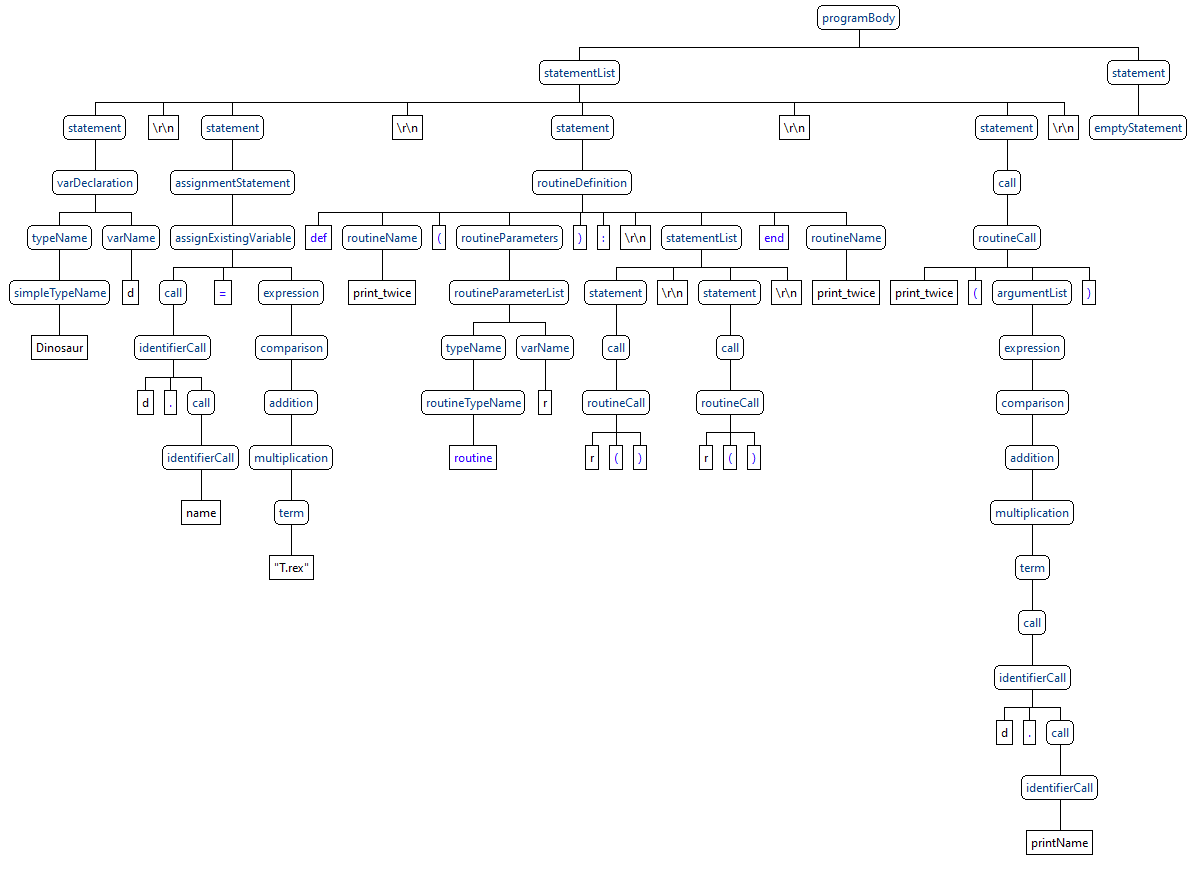 programBody
statementList statement
statement \r\n statement \r\n statement \r\n statement \r\n emptyStatement
varDeclaration assignmentStatement routineDefinition call
typeName varName assignExistingVariable def routineName ( routineParameters ) : \r\n statementList end routineName routineCall
simpleTypeName d call = expression print_twice routineParameterList statement \r\n statement \r\n print_twice print_twice ( argumentList )
Dinosaur identifierCall comparison typeName varName call call expression
d . call addition routineTypeName r routineCall routineCall comparison
identifierCall multiplication routine r ( ) r ( ) addition
name term multiplication
"T.rex" term
call
identifierCall
d . call
identifierCall
printName